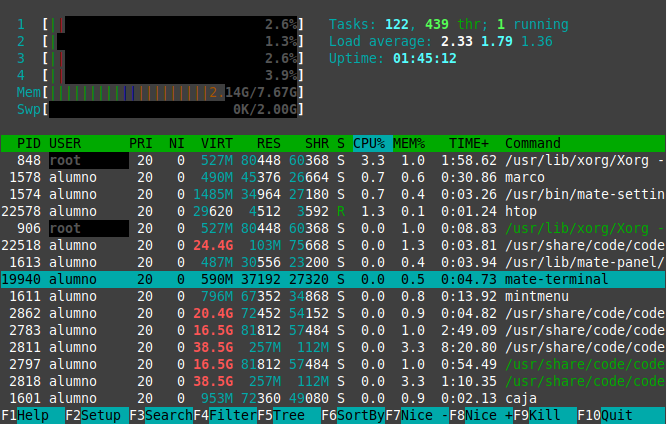 1 [|| 2.6%] Tasks: 122, 439 thr; 1 running
2 [| 1.3%] Load average: 2.33 1.79 1.36
3 [|| 2.6%] Uptime: 01:45:12
4 [|| 3.9%]
Mem[||||||||||||||||||||2.14G/7.67G]
Swp[ 0K/2.00G]
PID USER PRI NI VIRT RES SHR S CPU% MEM% TIME+ Command
848 root 20 0 527M 80448 60368 S 3.3 1.0 1:58.62 /usr/lib/xorg/Xorg -
1578 alumno 20 0 490M 45376 26664 S 0.7 0.6 0:30.86 marco
1574 alumno 20 0 1485M 34964 27180 S 0.7 0.4 0:03.26 /usr/bin/mate-settin
22578 alumno 20 0 29620 4512 3592 R 1.3 0.1 0:01.24 htop
906 root 20 0 527M 80448 60368 S 0.0 1.0 0:08.83 /usr/lib/xorg/Xorg -
22518 alumno 20 0 24.4G 103M 75668 S 0.0 1.3 0:03.81 /usr/share/code/code
1613 alumno 20 0 487M 30556 23200 S 0.0 0.4 0:03.94 /usr/lib/mate-panel/
19940 alumno 20 0 590M 37192 27320 S 0.0 0.5 0:04.73 mate-terminal
1611 alumno 20 0 796M 67352 34868 S 0.0 0.8 0:13.92 mintmenu
2862 alumno 20 0 20.4G 72452 54152 S 0.0 0.9 0:04.82 /usr/share/code/code
2783 alumno 20 0 16.5G 81812 57484 S 0.0 1.0 2:49.09 /usr/share/code/code
2811 alumno 20 0 38.5G 257M 112M S 0.0 3.3 8:20.80 /usr/share/code/code
2797 alumno 20 0 16.5G 81812 57484 S 0.0 1.0 0:54.49 /usr/share/code/code
2818 alumno 20 0 38.5G 257M 112M S 0.0 3.3 1:10.35 /usr/share/code/code
1601 alumno 20 0 953M 72360 49080 S 0.0 0.9 0:02.13 caja
F1Help F2Setup F3SearchF4FilterF5Tree F6SortByF7Nice -F8Nice +F9Kill F10Quit